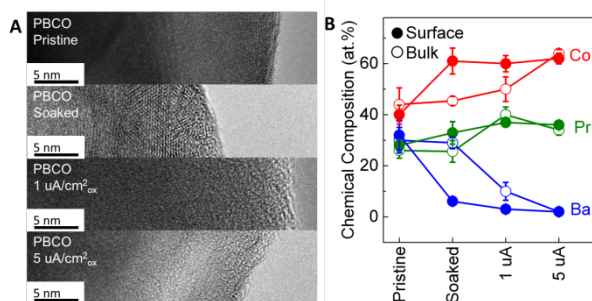 A
PBCO
Pristine
5 nm
PBCO
Soaked
5 nm
PBCO
1 uA/cm²ox
5 nm
PBCO
5 uA/cm²ox
5 nm
B
Chemical Composition (at.%)
60
40
20
0
Surface
Bulk
Co
Pr
Ba
Pristine
Soaked
1 uA
5 uA